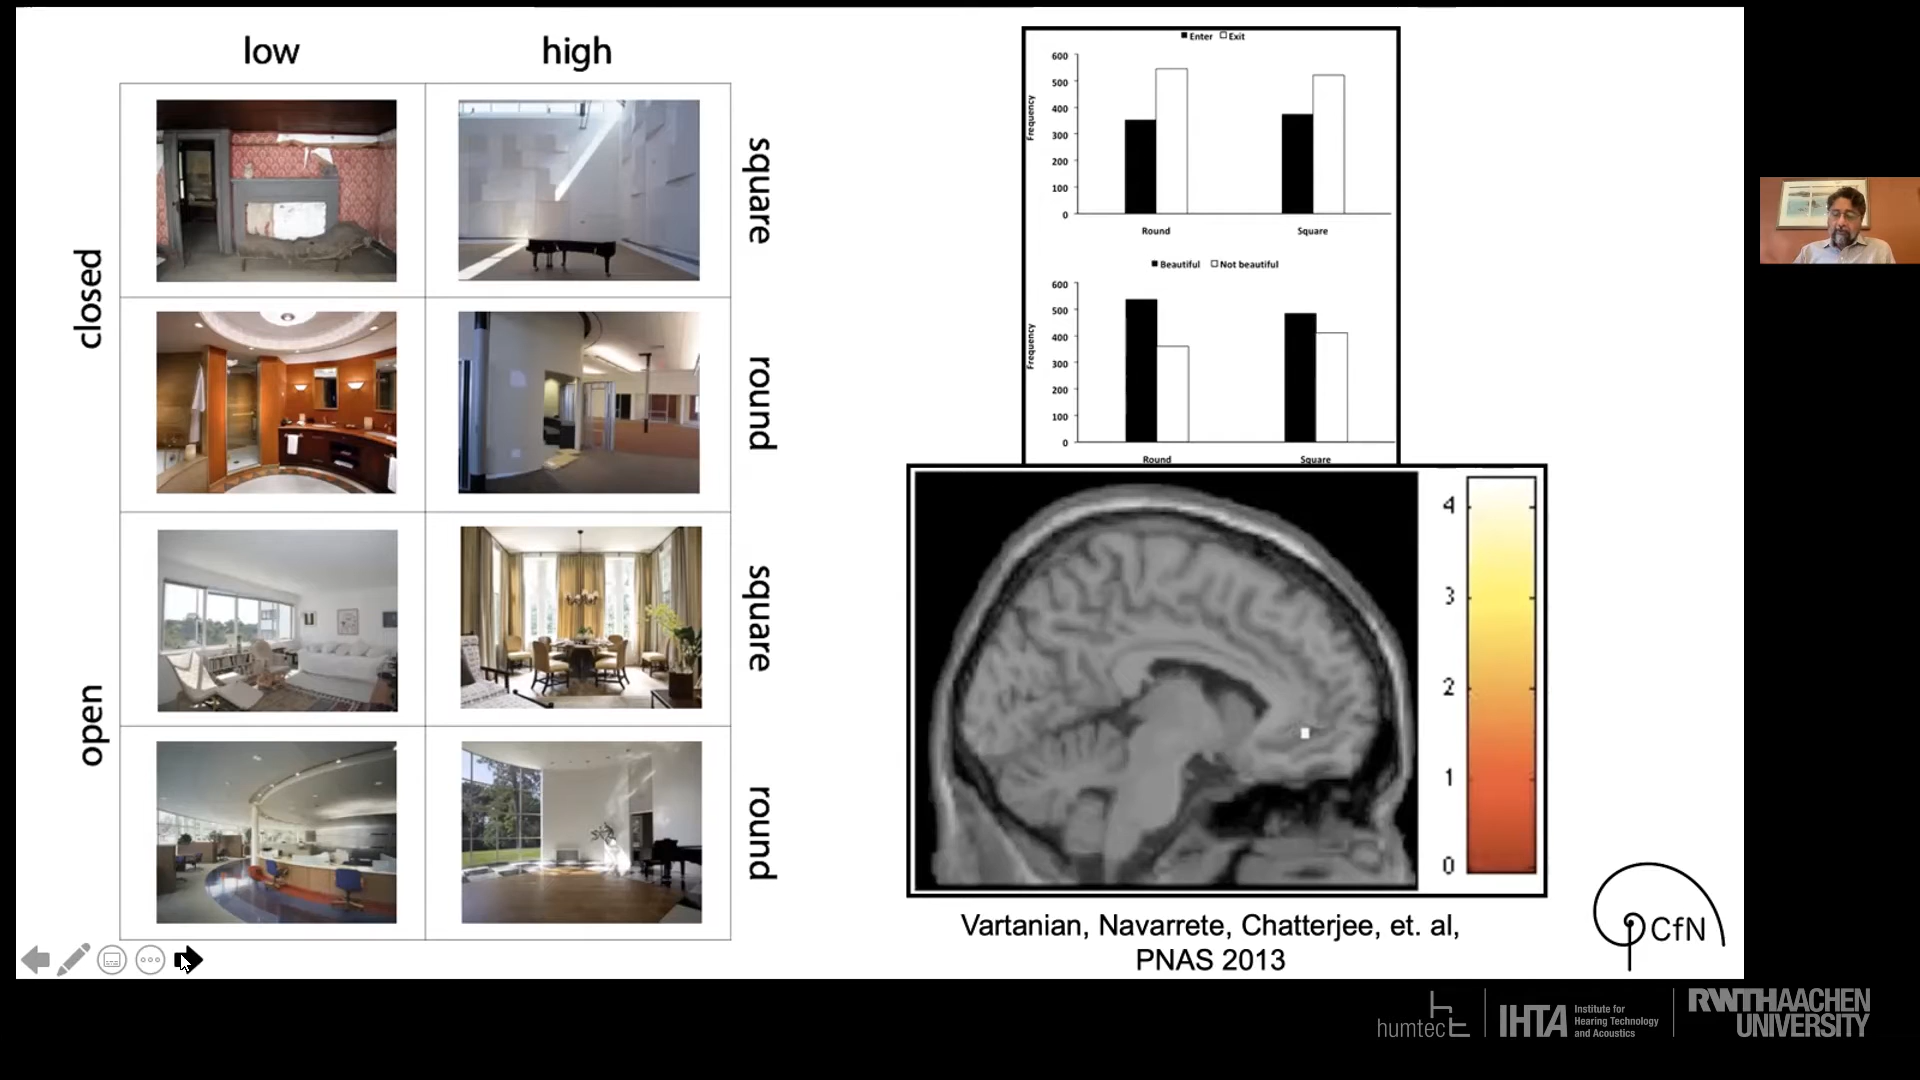 low high
closed
open
square
round
square
round
Enter Exit
600
500
400
300
200
100
0
Frequency
Round Square
Beautiful Not beautiful
600
500
400
300
200
100
0
Frequency
Round Square
4
3
2
1
0
Vartanian, Navarrete, Chatterjee, et. al,
PNAS 2013
CfN
humtec
IHTA
Institute for
Hearing Technology
and Acoustics
RWTHAACHEN
UNIVERSITY